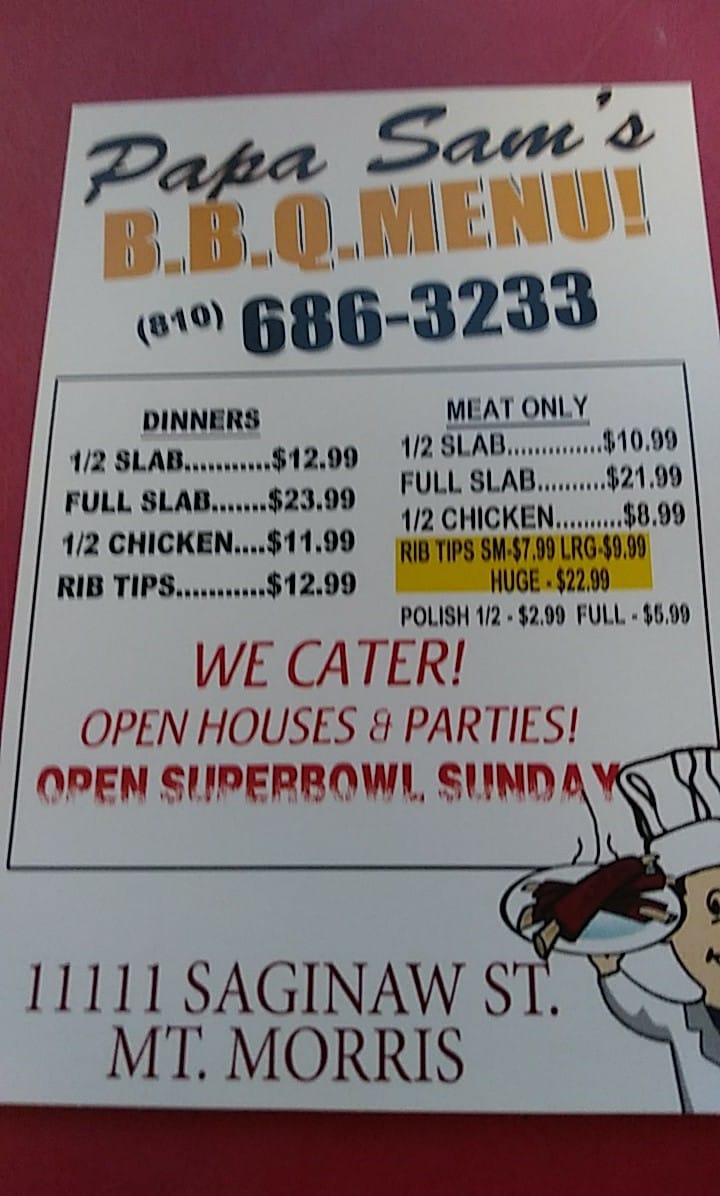 Papa Sam's
B.B.Q.MENU!
(810) 686-3233
DINNERS
1/2 SLAB...........$12.99
FULL SLAB.......$23.99
1/2 CHICKEN....$11.99
RIB TIPS............$12.99
MEAT ONLY
1/2 SLAB...............$10.99
FULL SLAB..........$21.99
1/2 CHICKEN..........$8.99
RIB TIPS SM-$7.99 LRG-$9.99
HUGE - $22.99
POLISH 1/2 - $2.99 FULL - $5.99
WE CATER!
OPEN HOUSES & PARTIES!
OPEN SUPERBOWL SUNDAY
11111 SAGINAW ST.
MT. MORRIS